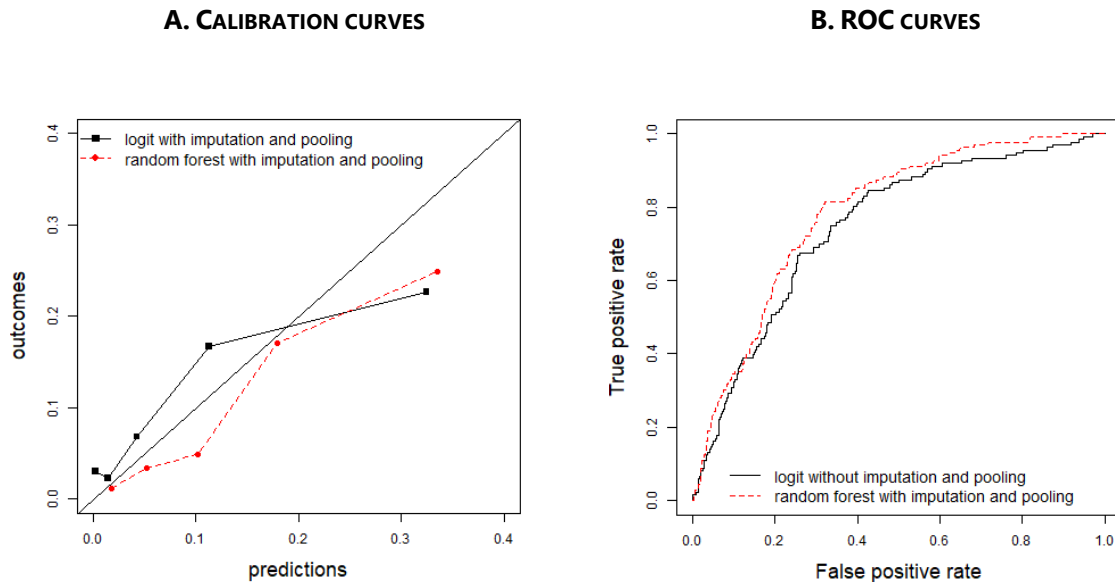 A. CALIBRATION CURVES
0.4
0.3
0.2
0.1
0.0
outcomes
logit with imputation and pooling
random forest with imputation and pooling
0.0 0.1 0.2 0.3 0.4
predictions
B. ROC CURVES
1.0
0.8
0.6
0.4
0.2
0.0
True positive rate
logit without imputation and pooling
random forest with imputation and pooling
0.0 0.2 0.4 0.6 0.8 1.0
False positive rate